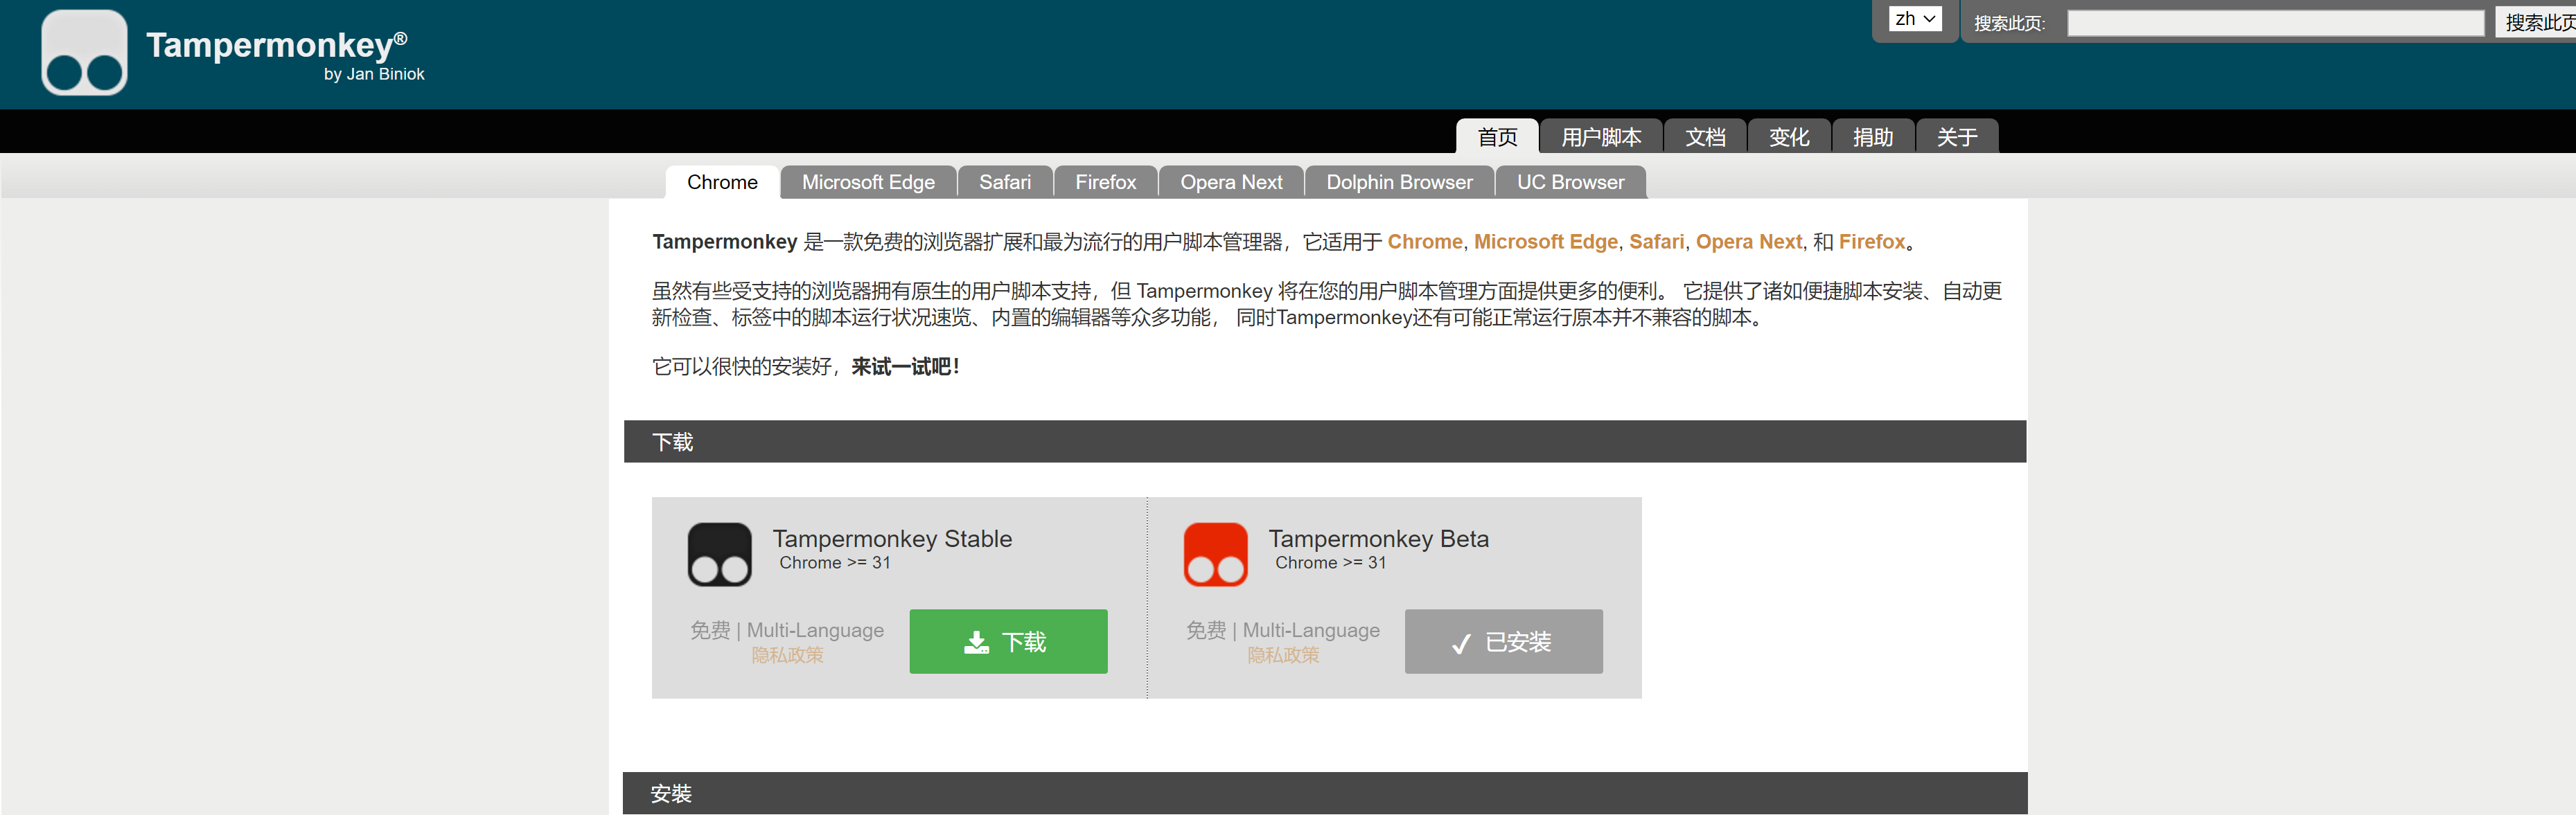 Tampermonkey®
by Jan Biniok
zh
搜索此页:
搜索此页
首页
用户脚本
文档
变化
捐助
关于
Chrome
Microsoft Edge
Safari
Firefox
Opera Next
Dolphin Browser
UC Browser
Tampermonkey 是一款免费的浏览器扩展和最为流行的用户脚本管理器，它适用于 Chrome, Microsoft Edge, Safari, Opera Next, 和 Firefox。
虽然有些受支持的浏览器拥有原生的用户脚本支持，但 Tampermonkey 将在您的用户脚本管理方面提供更多的便利。 它提供了诸如便捷脚本安装、自动更
新检查、标签中的脚本运行状况速览、内置的编辑器等众多功能， 同时Tampermonkey还有可能正常运行原本并不兼容的脚本。
它可以很快的安装好，来试一试吧！
下载
Tampermonkey Stable
Chrome >= 31
免费 | Multi-Language
隐私政策
下载
Tampermonkey Beta
Chrome >= 31
免费 | Multi-Language
隐私政策
已安装
安裝